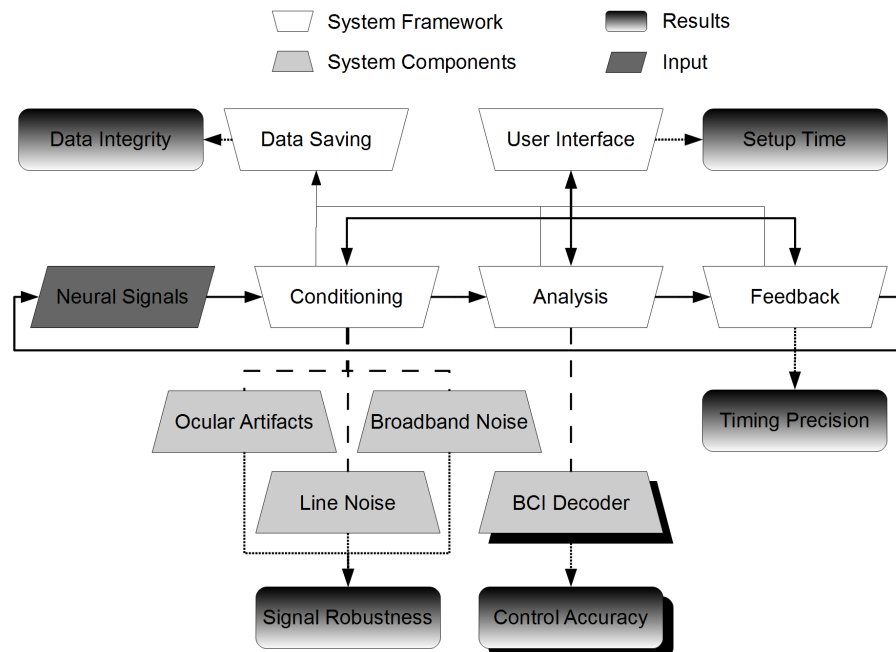 System Framework
Results
System Components
Input
Data Integrity
Data Saving
User Interface
Setup Time
Neural Signals
Conditioning
Analysis
Feedback
Ocular Artifacts
Broadband Noise
Timing Precision
Line Noise
BCI Decoder
Signal Robustness
Control Accuracy